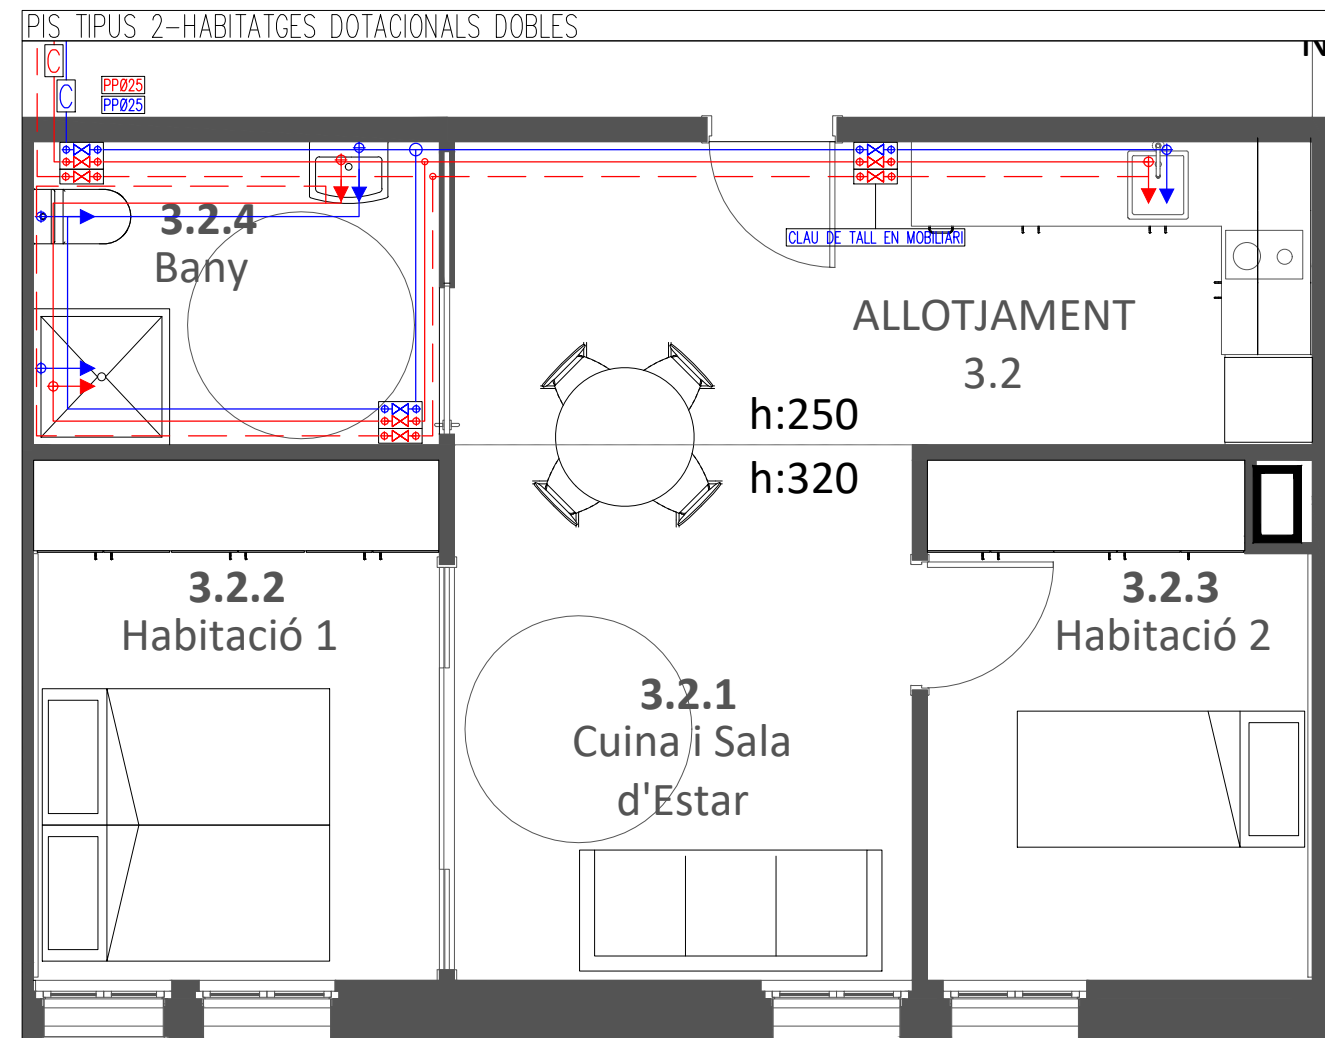 PIS TIPUS 2-HABITATGES DOTACIONALS DOBLES
C
C
PPØ25
PPØ25
CLAU DE TALL EN MOBILIARI
3.2.4
Bany
ALLOTJAMENT
3.2
h:250
h:320
3.2.2
Habitació 1
3.2.3
Habitació 2
3.2.1
Cuina i Sala
d'Estar